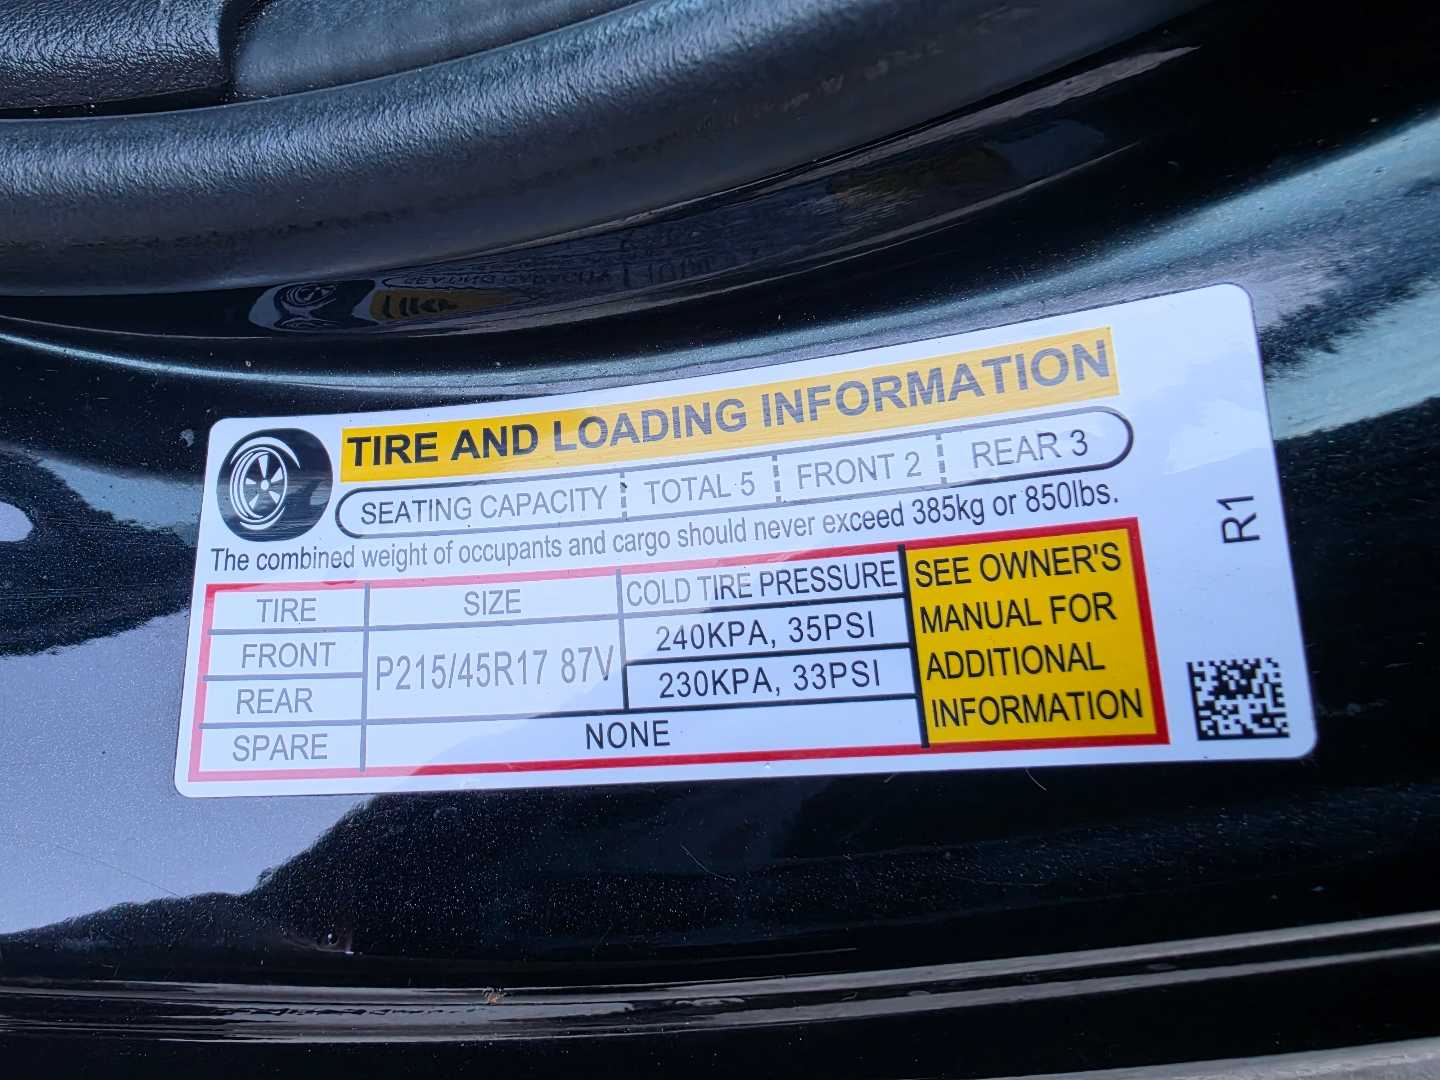 TIRE AND LOADING INFORMATION
SEATING CAPACITY TOTAL 5 FRONT 2 REAR 3
The combined weight of occupants and cargo should never exceed 385kg or 850lbs.
TIRE SIZE COLD TIRE PRESSURE
FRONT P215/45R17 87V 240KPA, 35PSI
REAR 230KPA, 33PSI
SPARE NONE
SEE OWNER'S
MANUAL FOR
ADDITIONAL
INFORMATION
R1